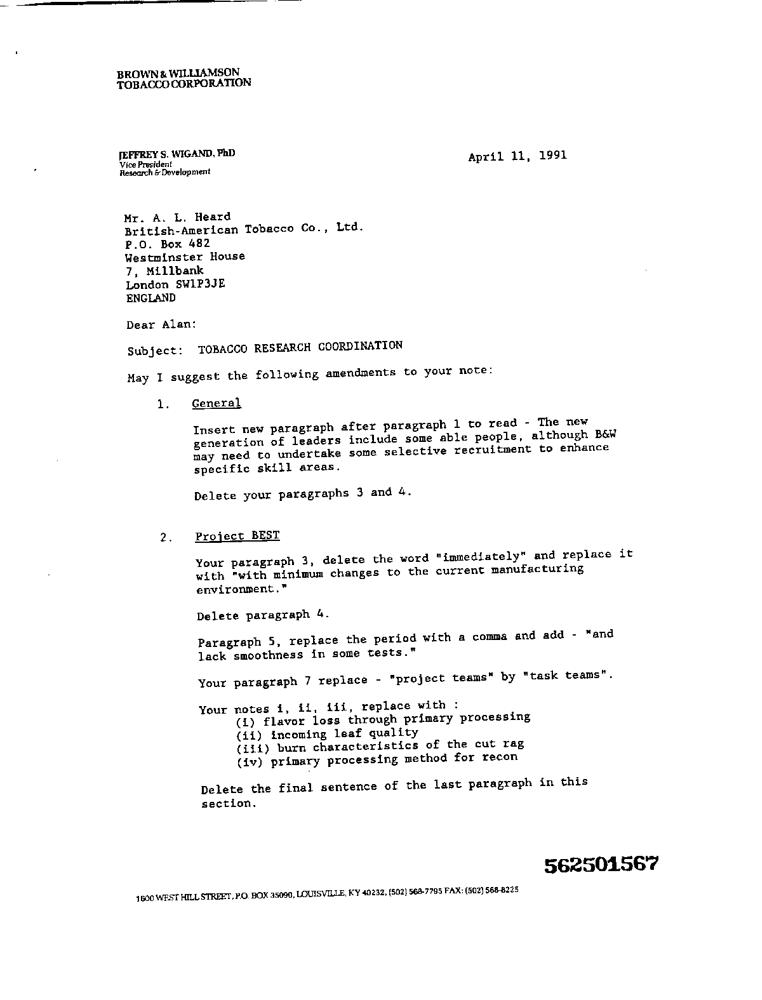 BROWN & WILLIAMSON
TOBACCO CORPORATION
JEFFREY S. WIGAND, PhD
Vice President
Research & Development
April 11, 1991
Mr. A. L. Heard
British-American Tobacco Co., Ltd.
P.O. Box 482
Westminster House
7, Millbank
London SW1P3JE
ENGLAND
Dear Alan:
Subject: TOBACCO RESEARCH COORDINATION
May I suggest the following amendments to your note:
1. General
Insert new paragraph after paragraph 1 to read - The new
generation of leaders include some able people, although B&W
may need to undertake some selective recruitment to enhance
specific skill areas.
Delete your paragraphs 3 and 4.
2. Project BEST
Your paragraph 3, delete the word "immediately" and replace it
with "with minimum changes to the current manufacturing
environment."
Delete paragraph 4.
Paragraph 5, replace the period with a comma and add - "and
lack smoothness in some tests."
Your paragraph 7 replace - "project teams" by "task teams".
Your notes i, ii, iii, replace with :
(i) flavor loss through primary processing
(ii) incoming leaf quality
(iii) burn characteristics of the cut rag
(iv) primary processing method for recon
Delete the final sentence of the last paragraph in this
section.
562501567
1600 WEST HILL STREET, P.O. BOX 35090, LOUISVILLE, KY 40232, (502) 568-7795 FAX: (502) 568-8225